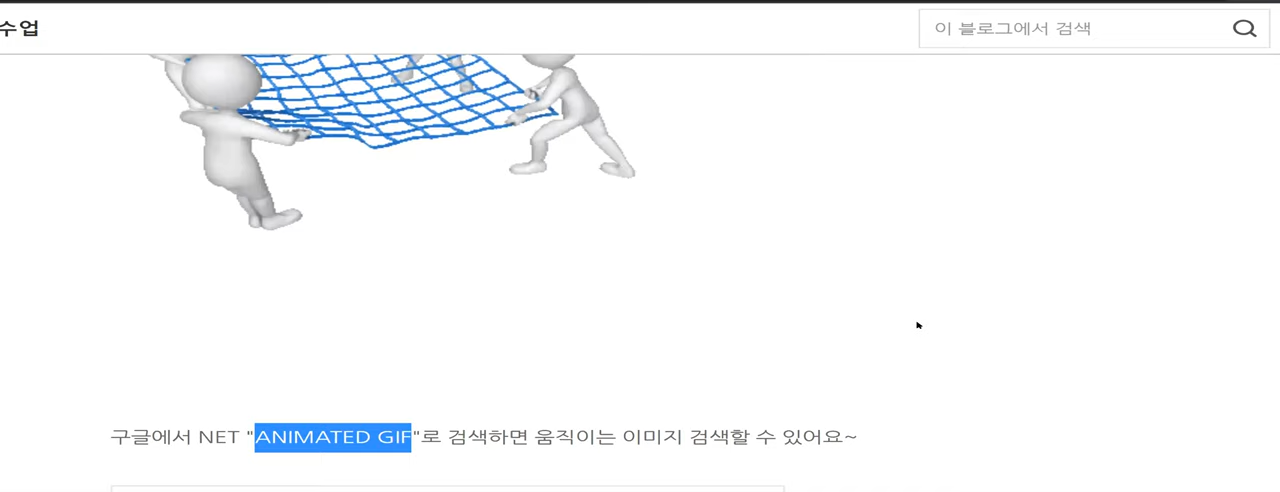 수업
이 블로그에서 검색
구글에서 NET "ANIMATED GIF"로 검색하면 움직이는 이미지 검색할 수 있어요~